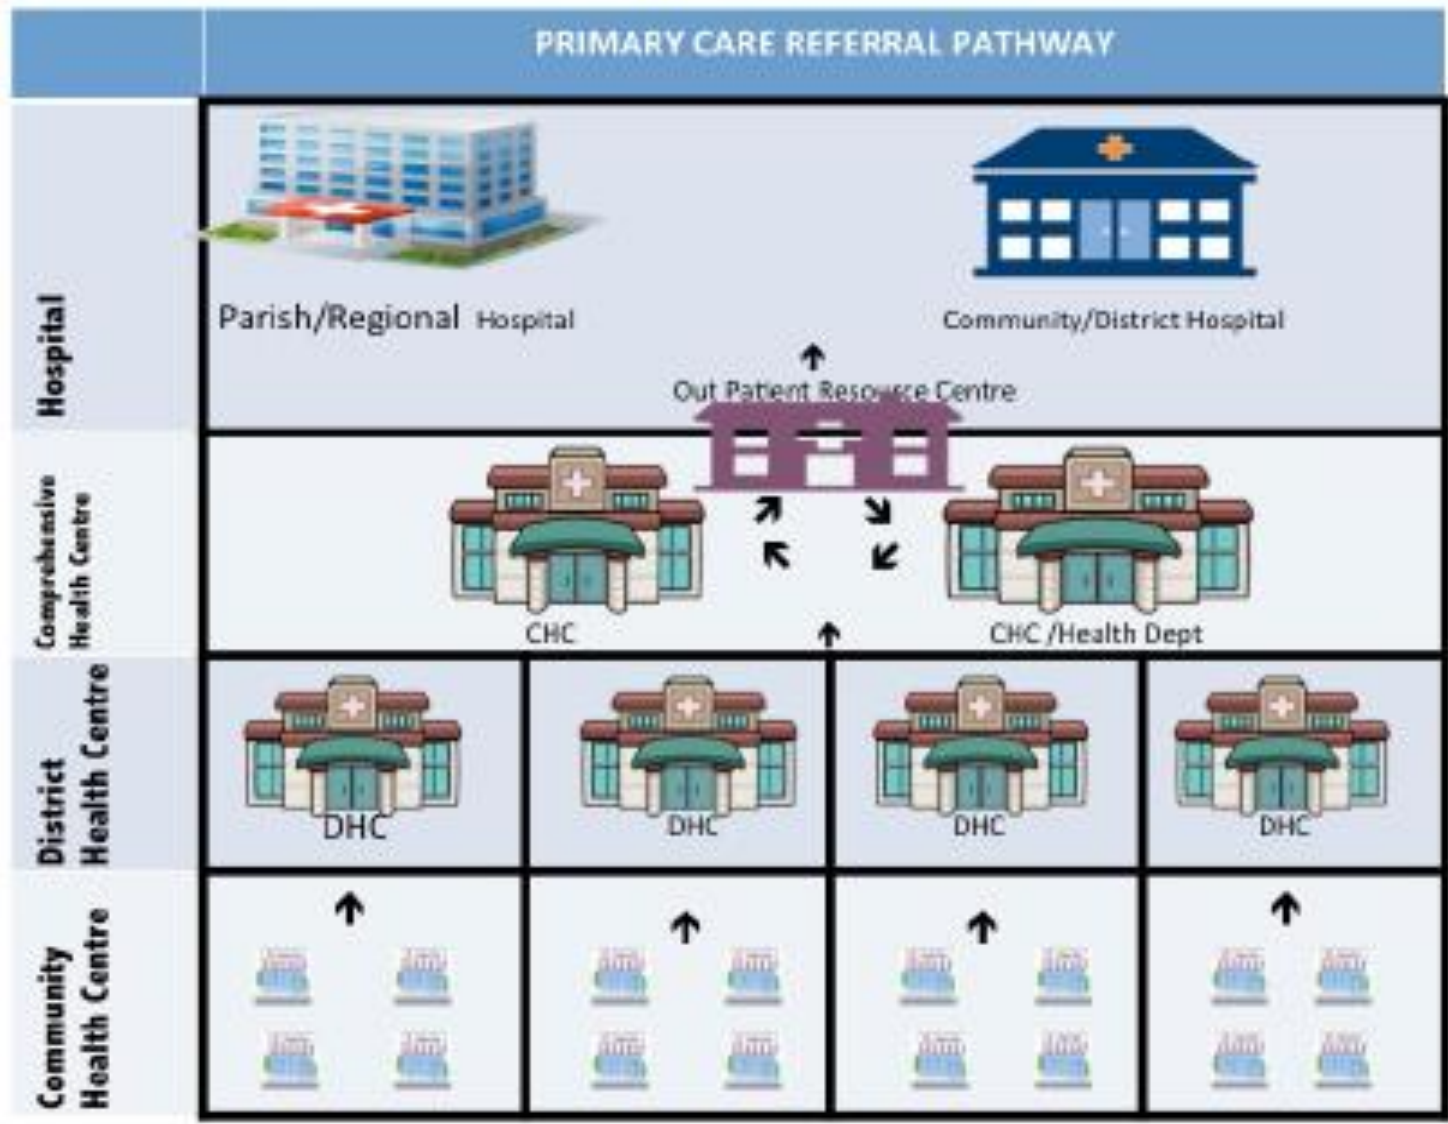 PRIMARY CARE REFERRAL PATHWAY
Hospital
Parish/Regional Hospital
Community/District Hospital
Out Patient Resource Centre
Comprehensive
Health Centre
CHC
CHC /Health Dept
District
Health Centre
DHC
DHC
DHC
DHC
Community
Health Centre